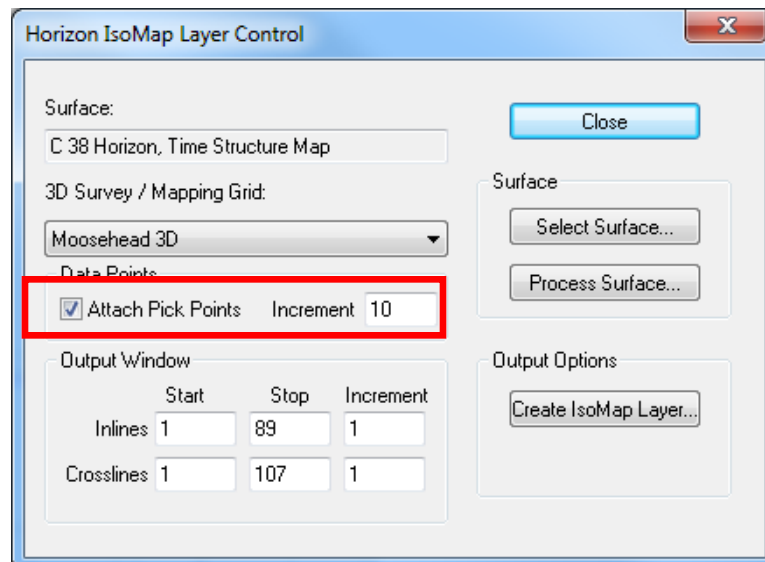 Horizon IsoMap Layer Control
Surface:
C 38 Horizon, Time Structure Map
3D Survey / Mapping Grid:
Moosehead 3D
Data Points
Attach Pick Points Increment 10
Output Window
Start Stop Increment
Inlines 1 89 1
Crosslines 1 107 1
Close
Surface
Select Surface...
Process Surface...
Output Options
Create IsoMap Layer...